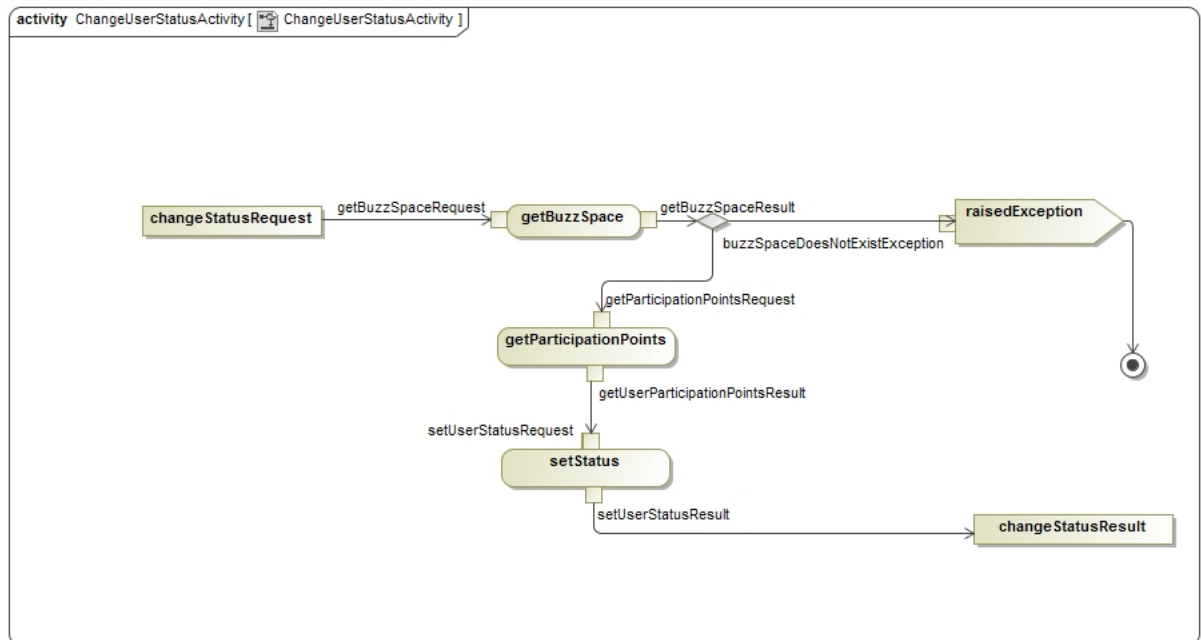 activity ChangeUserStatusActivity [ ChangeUserStatusActivity ]
changeStatusRequest
getBuzzSpaceRequest
getBuzzSpace
getBuzzSpaceResult
raisedException
buzzSpaceDoesNotExistException
getParticipationPointsRequest
getParticipationPoints
getUserParticipationPointsResult
setUserStatusRequest
setStatus
setUserStatusResult
changeStatusResult